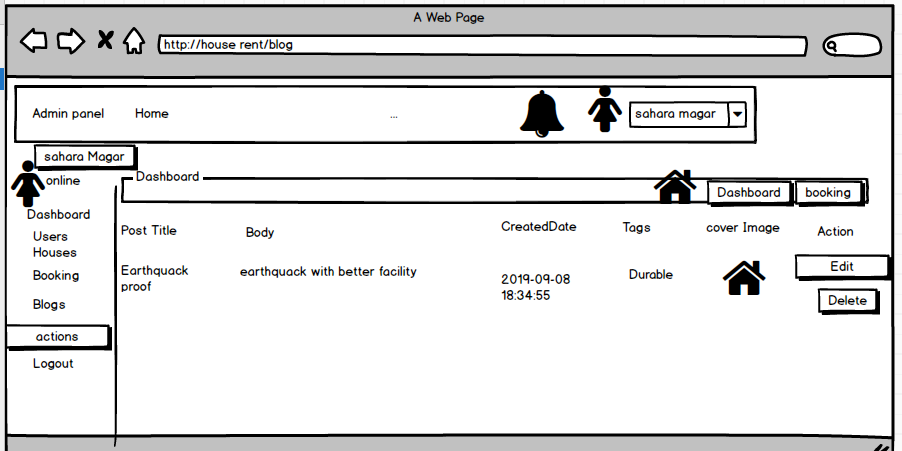 A Web Page
http://house rent/blog
Admin panel Home ... sahara magar
sahara Magar
online
Dashboard
Dashboard booking
Dashboard
Users
Houses
Booking
Blogs
actions
Logout
Post Title Body CreatedDate Tags cover Image Action
Earthquack
proof
earthquack with better facility
2019-09-08
18:34:55
Durable
Edit
Delete